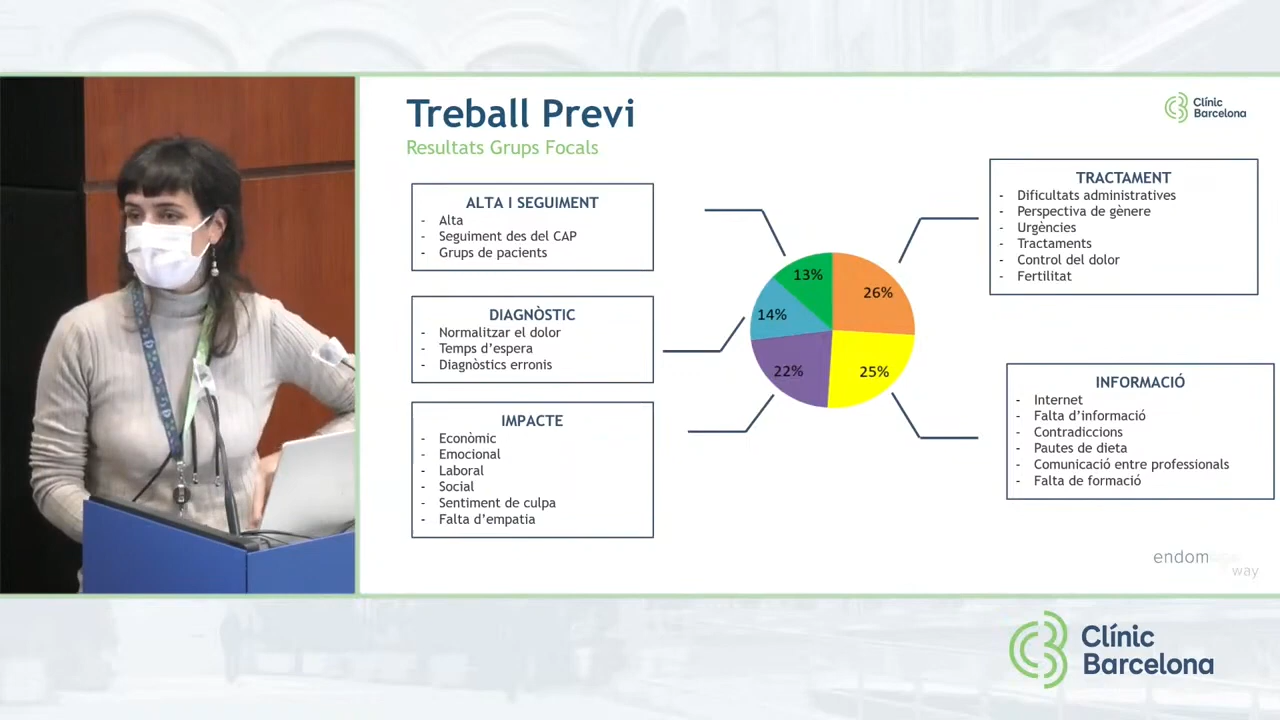 Treball Previ
Resultats Grups Focals
Clínic
Barcelona
ALTA I SEGUIMENT
- Alta
- Seguiment des del CAP
- Grups de pacients
DIAGNÒSTIC
- Normalitzar el dolor
- Temps d'espera
- Diagnòstics erronis
IMPACTE
- Econòmic
- Emocional
- Laboral
- Social
- Sentiment de culpa
- Falta d'empatia
13%
26%
14%
22%
25%
TRACTAMENT
- Dificultats administratives
- Perspectiva de gènere
- Urgències
- Tractaments
- Control del dolor
- Fertilitat
INFORMACIÓ
- Internet
- Falta d'informació
- Contradiccions
- Pautes de dieta
- Comunicació entre professionals
- Falta de formació
way
Clínic
Barcelona